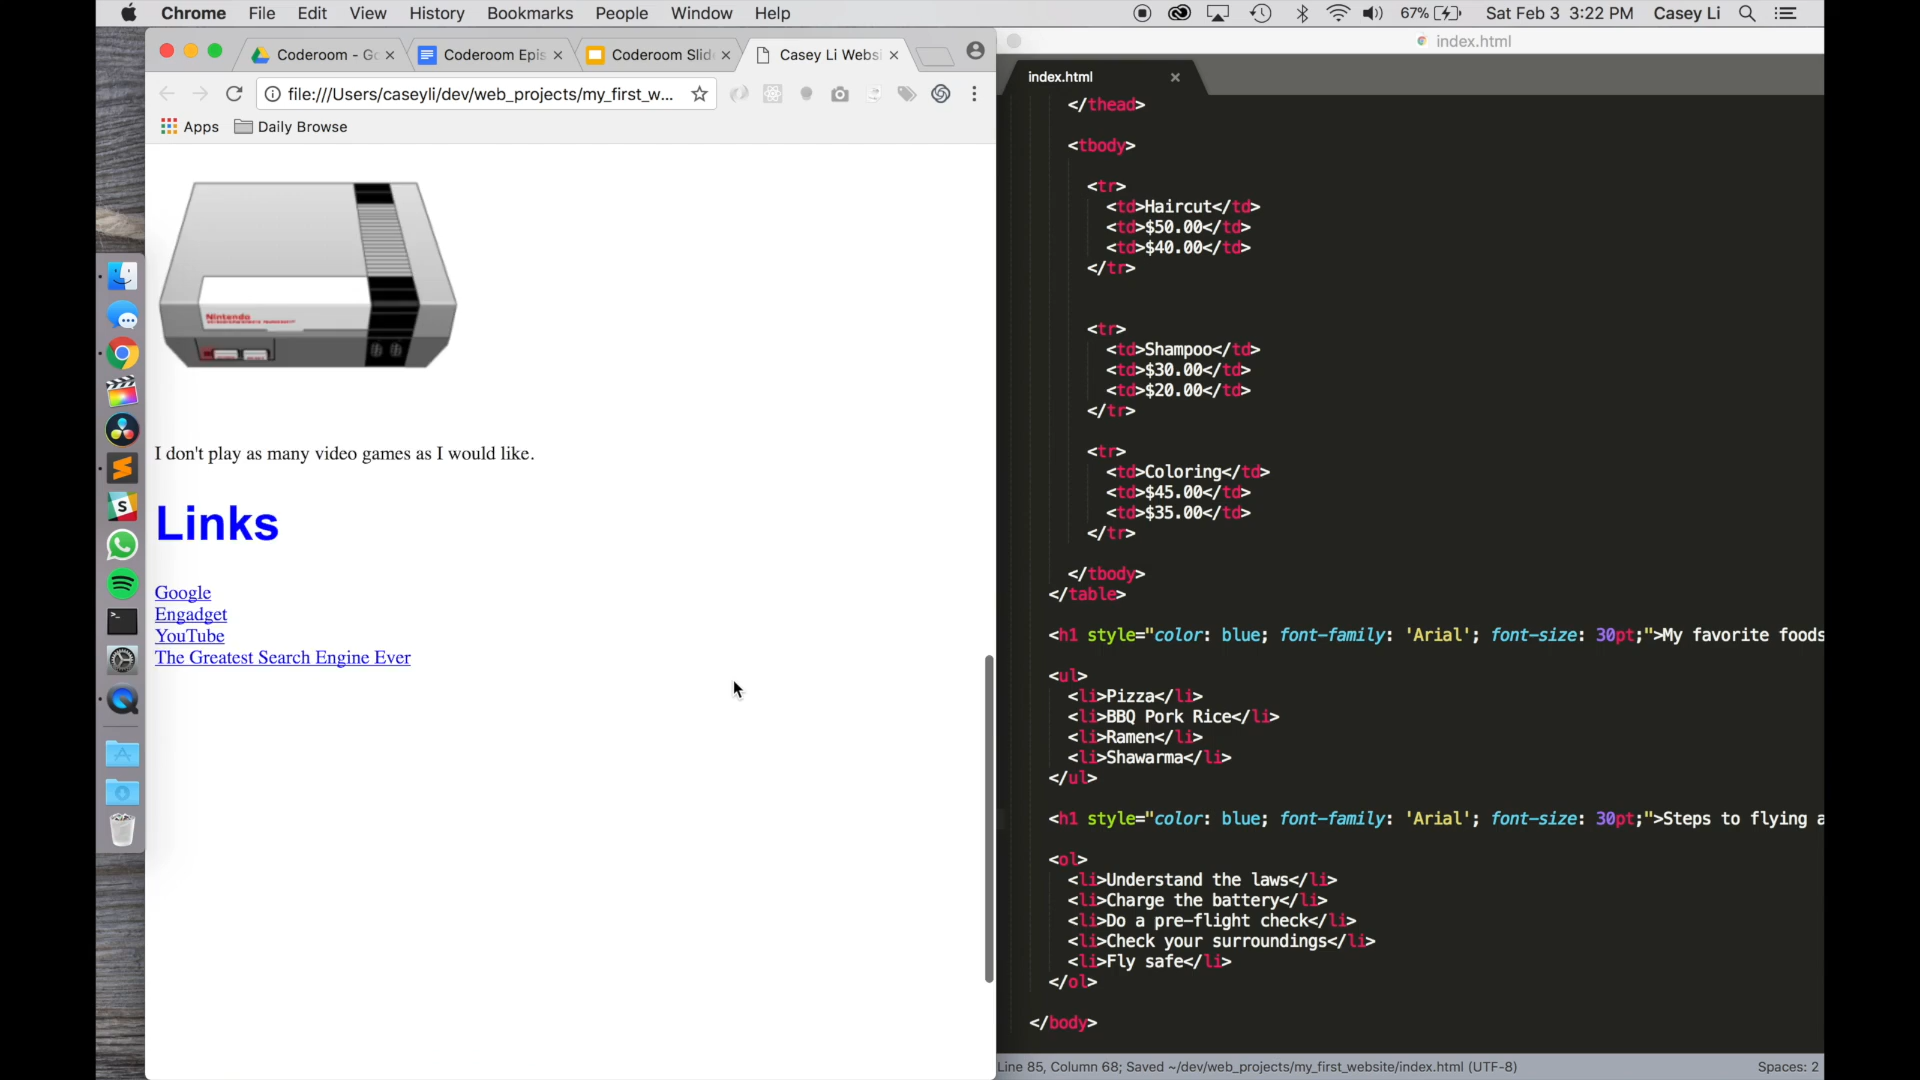 Chrome File Edit View History Bookmarks People Window Help 67% Sat Feb 3 3:22 PM Casey Li
Coderoom - Go
Coderoom Epis
Coderoom Slid
Casey Li Websi
file:///Users/caseyli/dev/web_projects/my_first_w...
Apps Daily Browse
Nintendo
I don't play as many video games as I would like.
Links
Google
Engadget
YouTube
The Greatest Search Engine Ever
index.html
index.html
</thead>
<tbody>
<tr>
<td>Haircut</td>
<td>$50.00</td>
<td>$40.00</td>
</tr>
<tr>
<td>Shampoo</td>
<td>$30.00</td>
<td>$20.00</td>
</tr>
<tr>
<td>Coloring</td>
<td>$45.00</td>
<td>$35.00</td>
</tr>
</tbody>
</table>
<h1 style="color: blue; font-family: 'Arial'; font-size: 30pt;">My favorite foods
<ul>
<li>Pizza</li>
<li>BBQ Pork Rice</li>
<li>Ramen</li>
<li>Shawarma</li>
</ul>
<h1 style="color: blue; font-family: 'Arial'; font-size: 30pt;">Steps to flying a
<ol>
<li>Understand the laws</li>
<li>Charge the battery</li>
<li>Do a pre-flight check</li>
<li>Check your surroundings</li>
<li>Fly safe</li>
</ol>
</body>
Line 85, Column 68; Saved ~/dev/web_projects/my_first_website/index.html (UTF-8) Spaces: 2